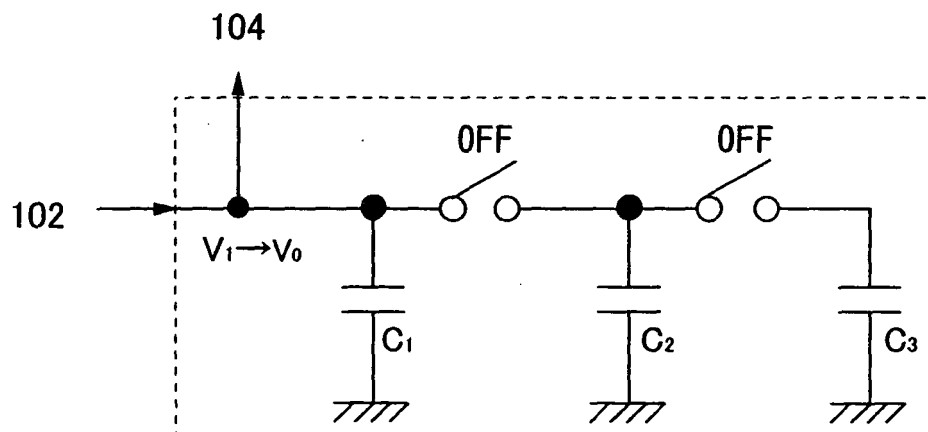 104
OFF OFF
102
V₁→V₀
C₁ C₂ C₃